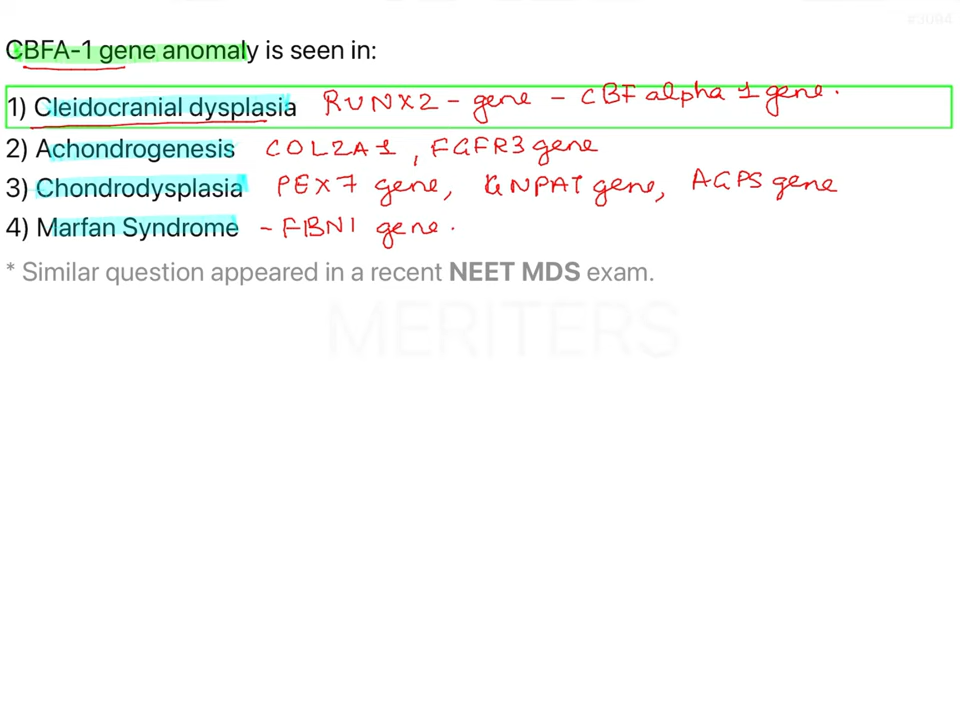 #3094
CBFA-1 gene anomaly is seen in:
1) Cleidocranial dysplasia RUNX2 - gene - CBF alpha 1 gene.
2) Achondrogenesis COL2A1, FGFR3 gene
3) Chondrodysplasia PEX7 gene, GNPAT gene, AGPS gene
4) Marfan Syndrome - FBN1 gene.
* Similar question appeared in a recent NEET MDS exam.
MERITERS